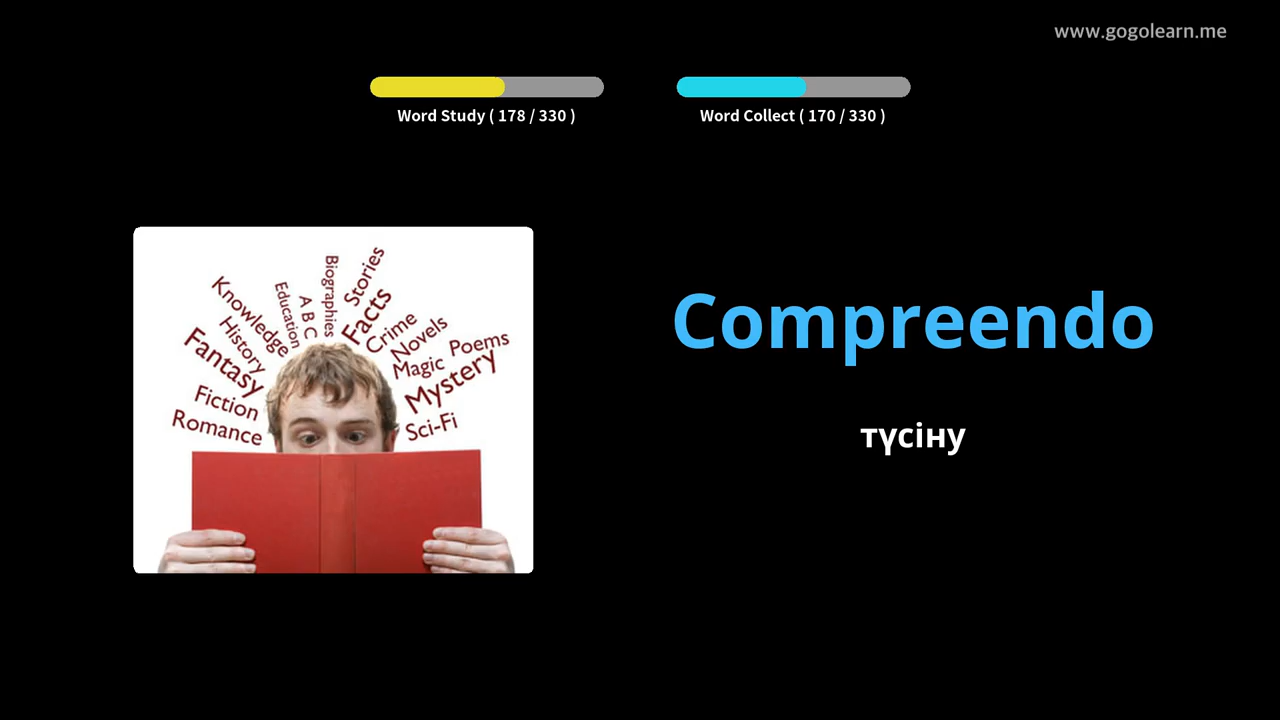 www.gogolearn.me
Word Study ( 178 / 330 )
Word Collect ( 170 / 330 )
Compreendo
түсіну
Knowledge
Education
A B C
Biographies
Stories
Facts
Crime
Novels
Poems
Magic
Mystery
History
Fantasy
Fiction
Romance
Sci-Fi